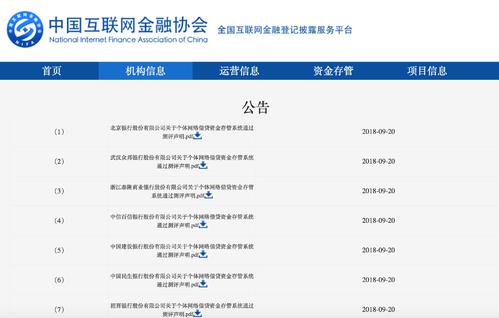 中国互联网金融协会
National Internet Finance Association of China
全国互联网金融登记披露服务平台
NIFA
首页
机构信息
运营信息
资金存管
项目信息
公告
(1)
北京银行股份有限公司关于个体网络借贷资金存管系统通过
测评声明.pdf
2018-09-20
(2)
武汉众邦银行股份有限公司关于个体网络借贷资金存管系统
通过测评声明.pdf
2018-09-20
(3)
浙江泰隆商业银行股份有限公司关于个体网络借贷资金存管
系统通过测评声明.pdf
2018-09-20
(4)
中信百信银行股份有限公司关于个体网络借贷资金存管系统
通过测评声明.pdf
2018-09-20
(5)
中国建设银行股份有限公司关于个体网络借贷资金存管系统
通过测评声明.pdf
2018-09-20
(6)
中国民生银行股份有限公司关于个体网络借贷资金存管系统
通过测评声明.pdf
2018-09-20
(7)
招商银行股份有限公司关于个体网络借贷资金存管系统通过
测评声明.pdf
2018-09-20